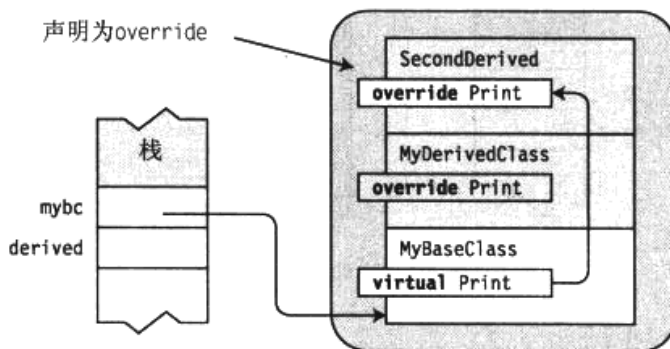 声明为override
SecondDerived
override Print
栈
MyDerivedClass
mybc
override Print
derived
MyBaseClass
virtual Print